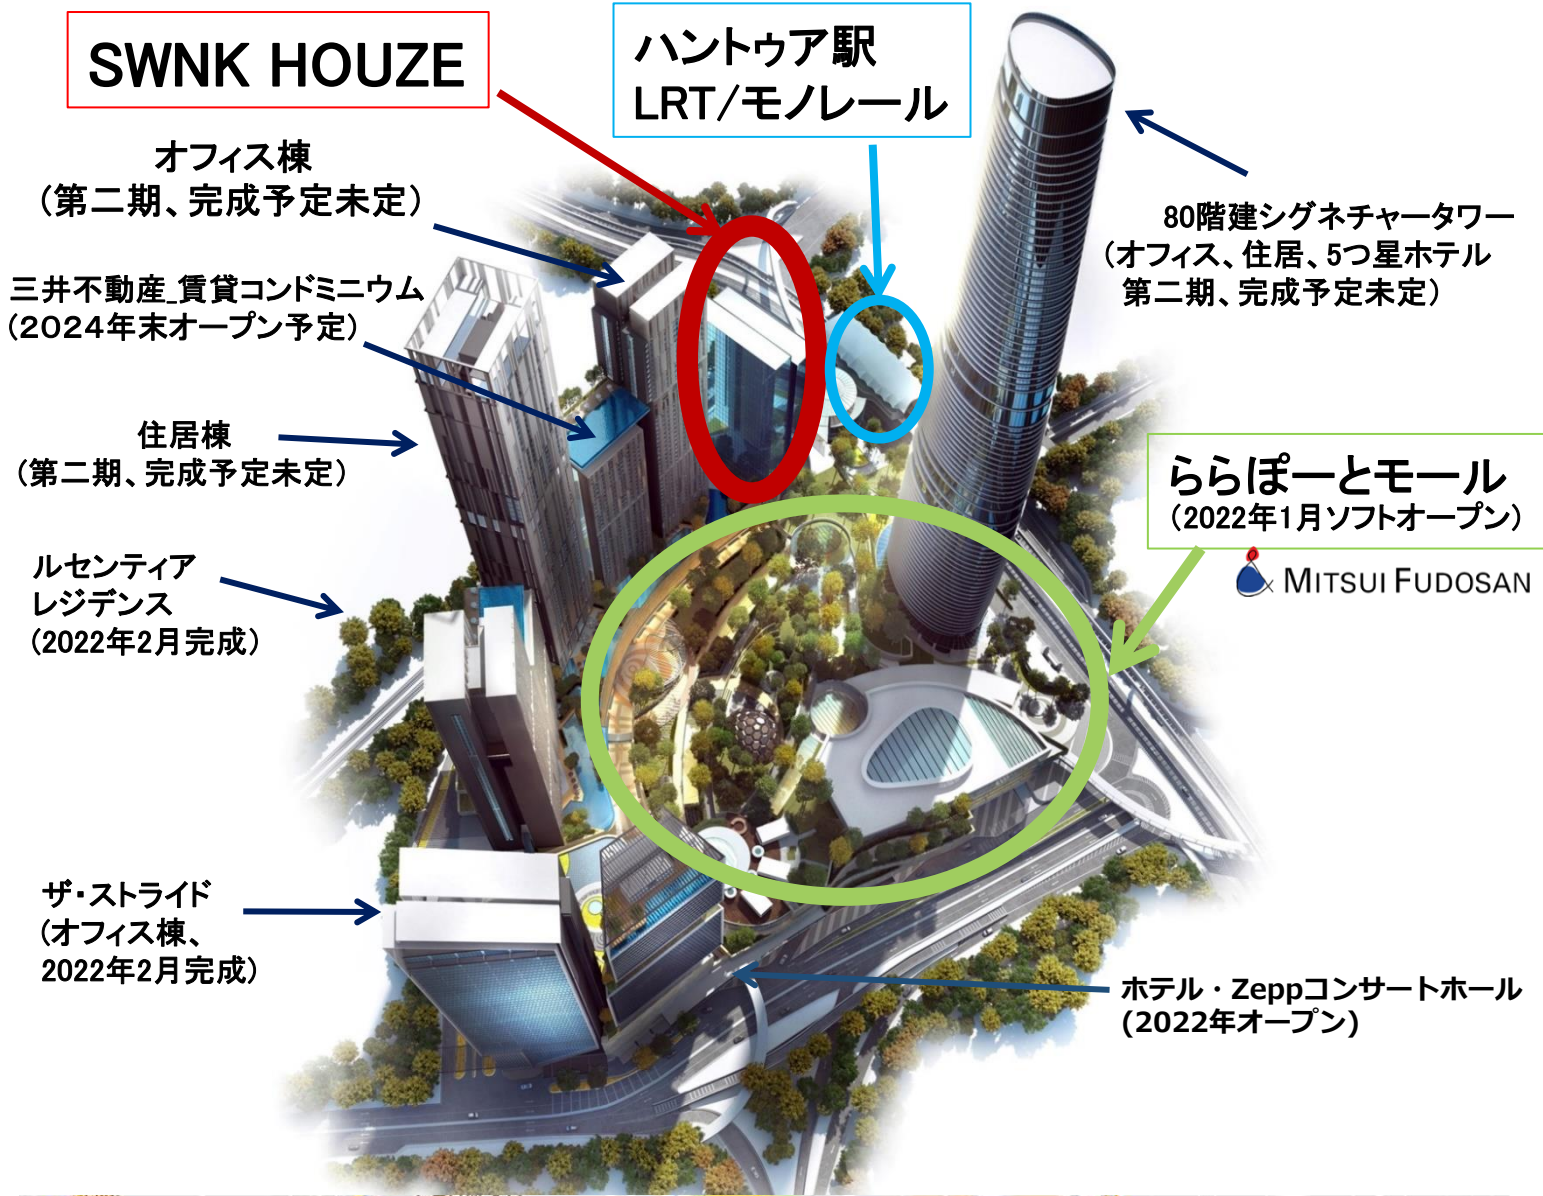 SWNK HOUZE
ハントゥア駅
LRT/モノレール
オフィス棟
（第二期、完成予定未定）
80階建シグネチャータワー
（オフィス、住居、5つ星ホテル
第二期、完成予定未定）
三井不動産_賃貸コンドミニウム
（2024年末オープン予定）
住居棟
（第二期、完成予定未定）
ららぽーとモール
（2022年1月ソフトオープン）
MITSUI FUDOSAN
ルセンティア
レジデンス
（2022年2月完成）
ザ・ストライド
（オフィス棟、
2022年2月完成）
ホテル・Zeppコンサートホール
(2022年オープン)